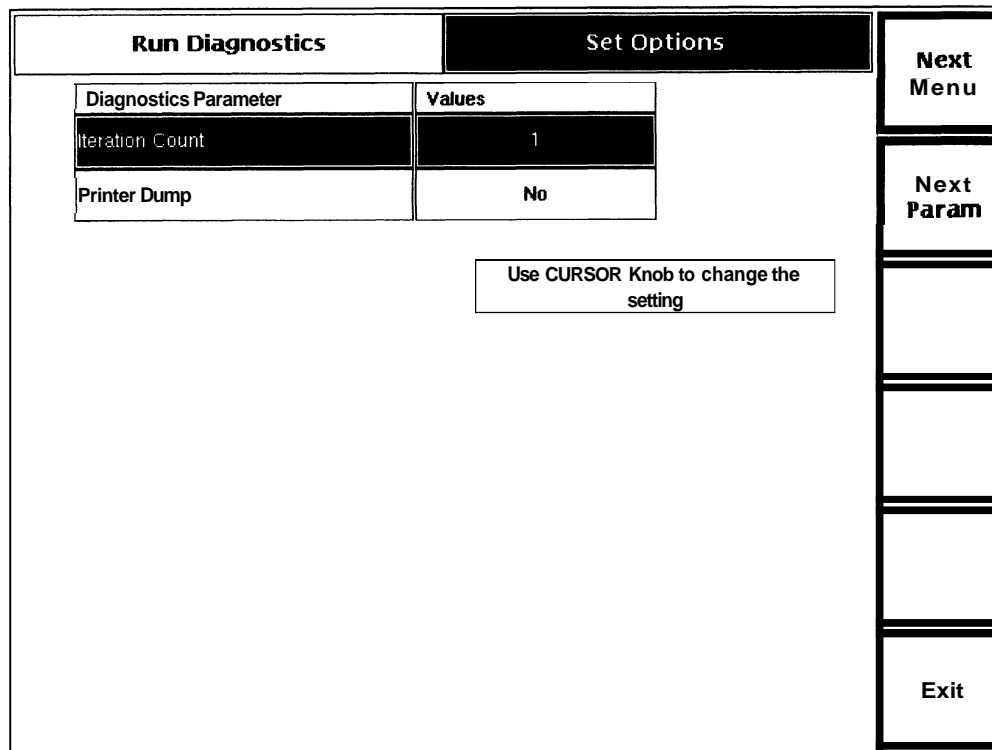 Run Diagnostics
Set Options
Diagnostics Parameter
Values
Iteration Count
1
Printer Dump
No
Use CURSOR Knob to change the
setting
Next
Menu
Next
Param
Exit